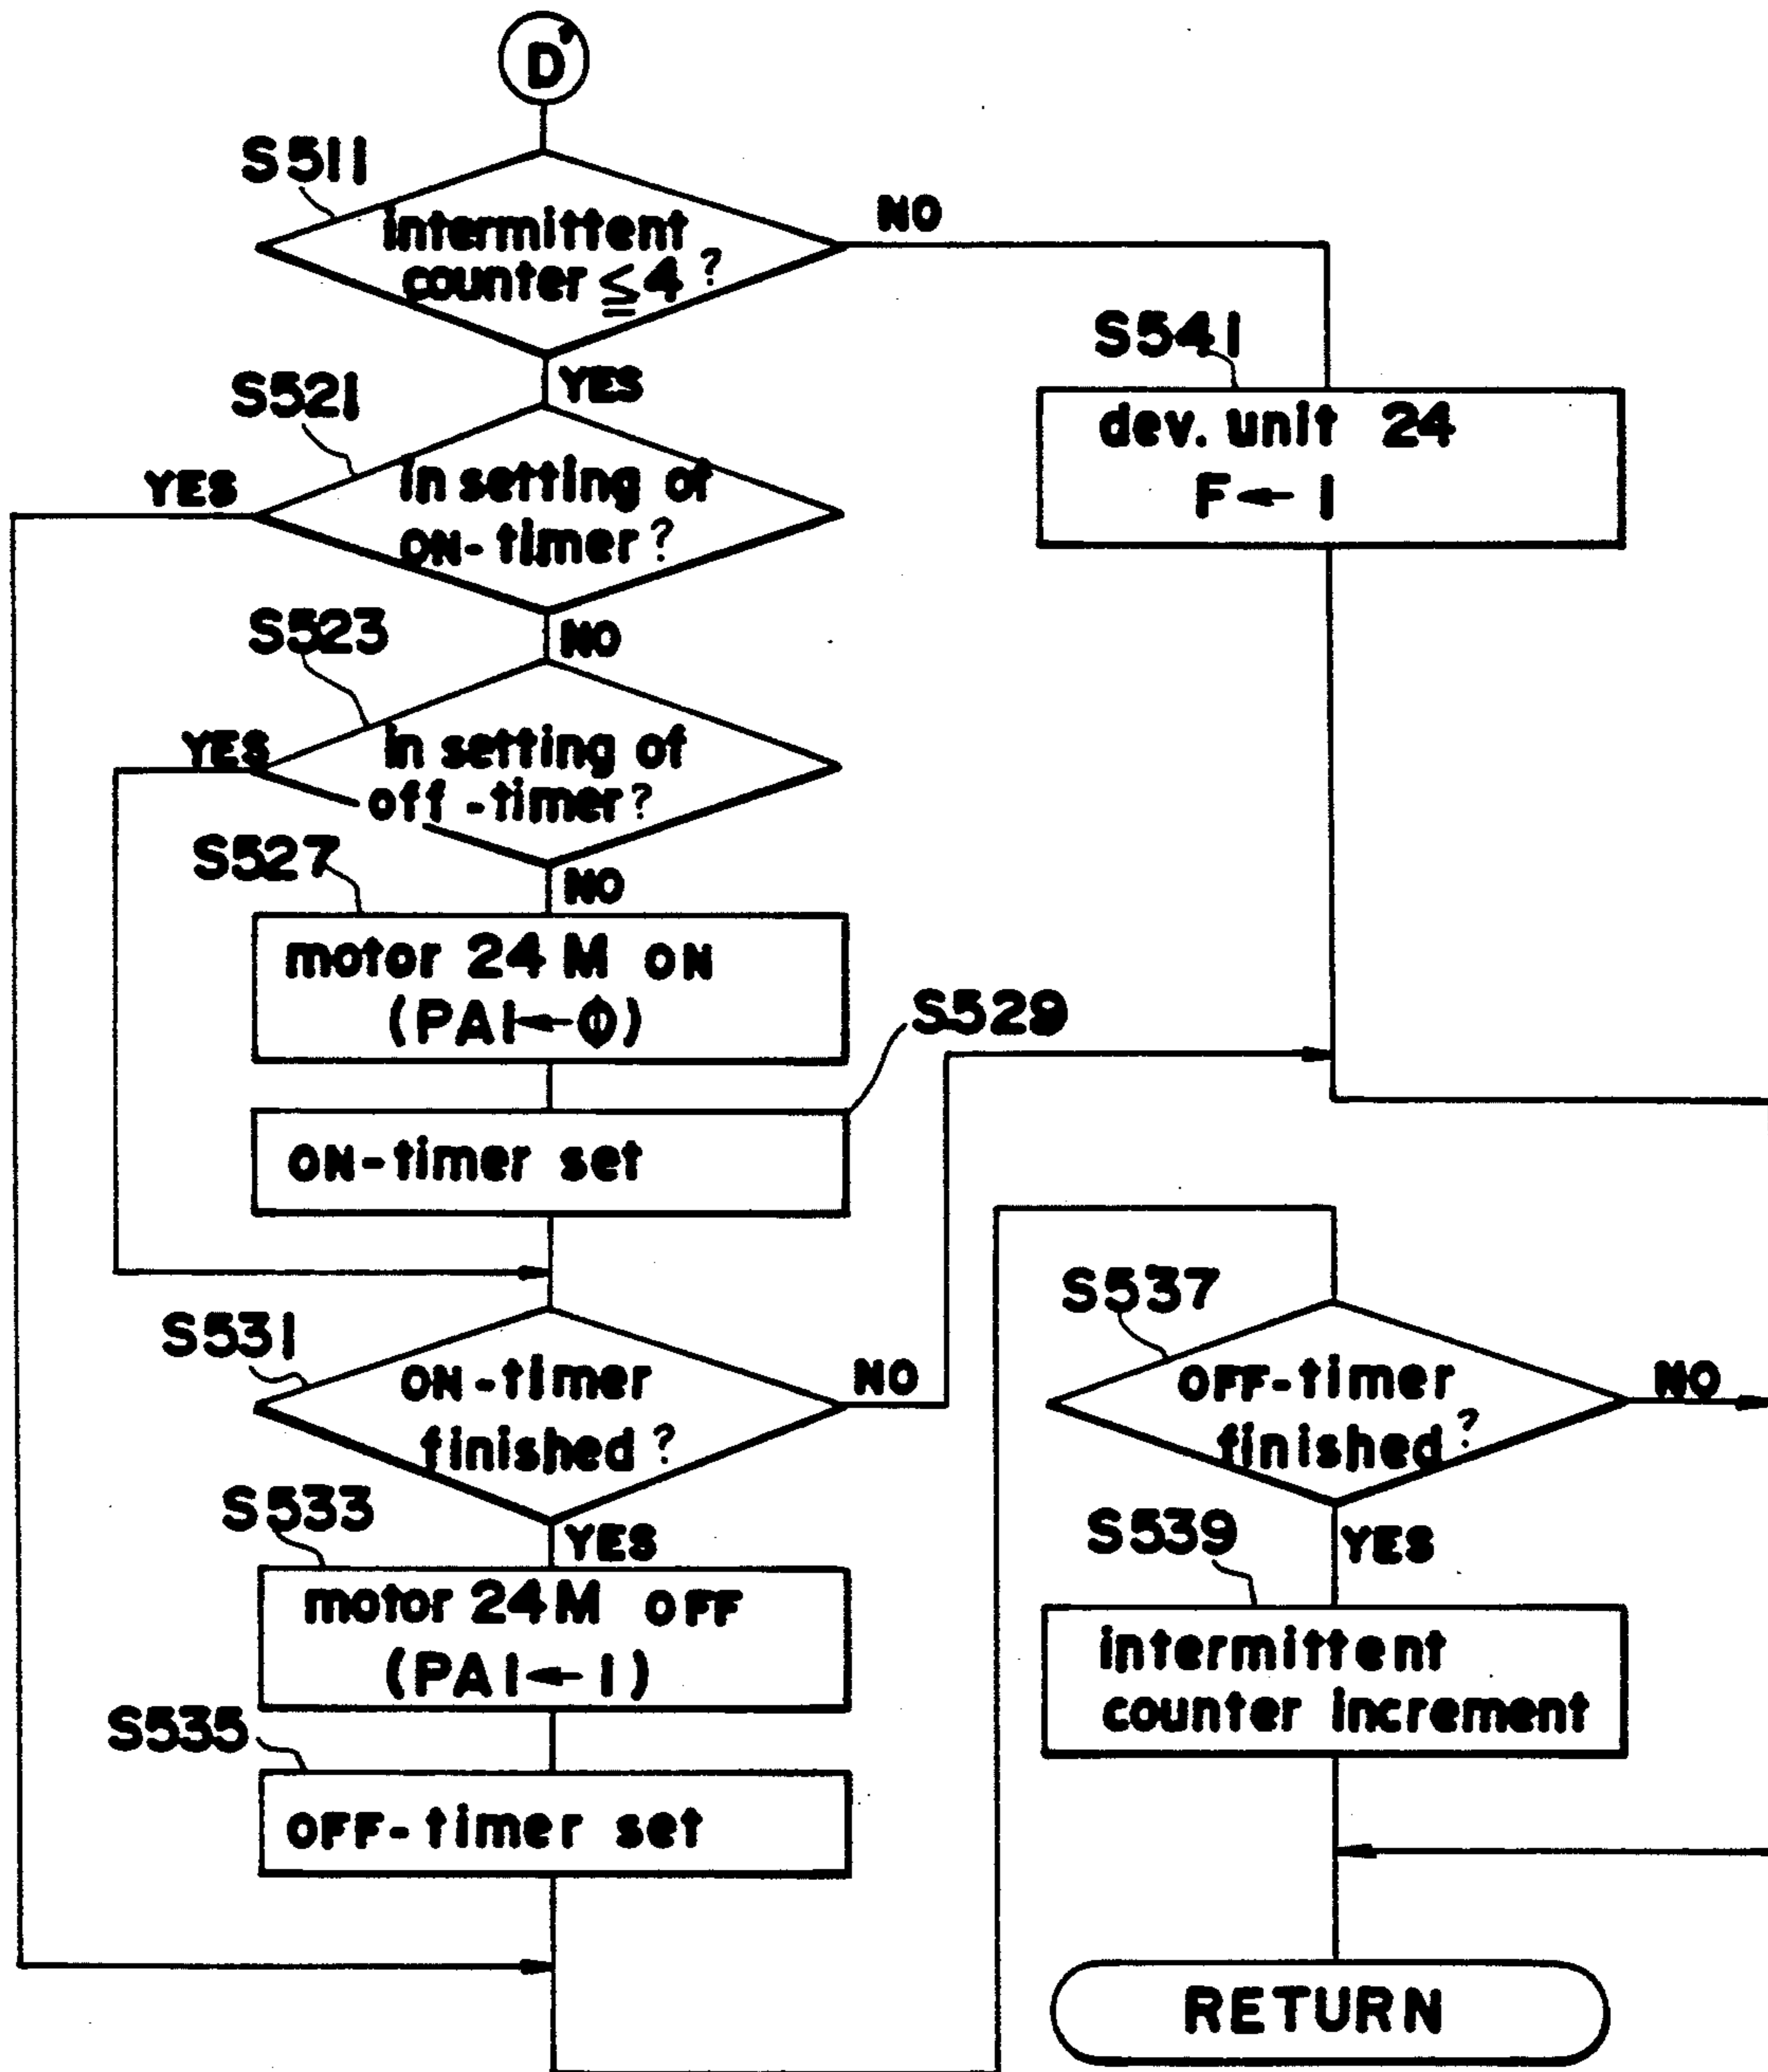 D'
S511
intermittent
counter ≦ 4 ?
NO
YES
S541
dev. unit 24
F ← 1
S521
YES
in setting of
ON-timer ?
NO
S523
YES
in setting of
off-timer ?
NO
S527
motor 24 M ON
(PA1 ← Φ)
S529
ON-timer set
S531
ON-timer
finished ?
NO
YES
S533
motor 24 M OFF
(PA1 ← 1)
S535
OFF-timer set
S537
OFF-timer
finished ?
NO
YES
S539
intermittent
counter increment
RETURN